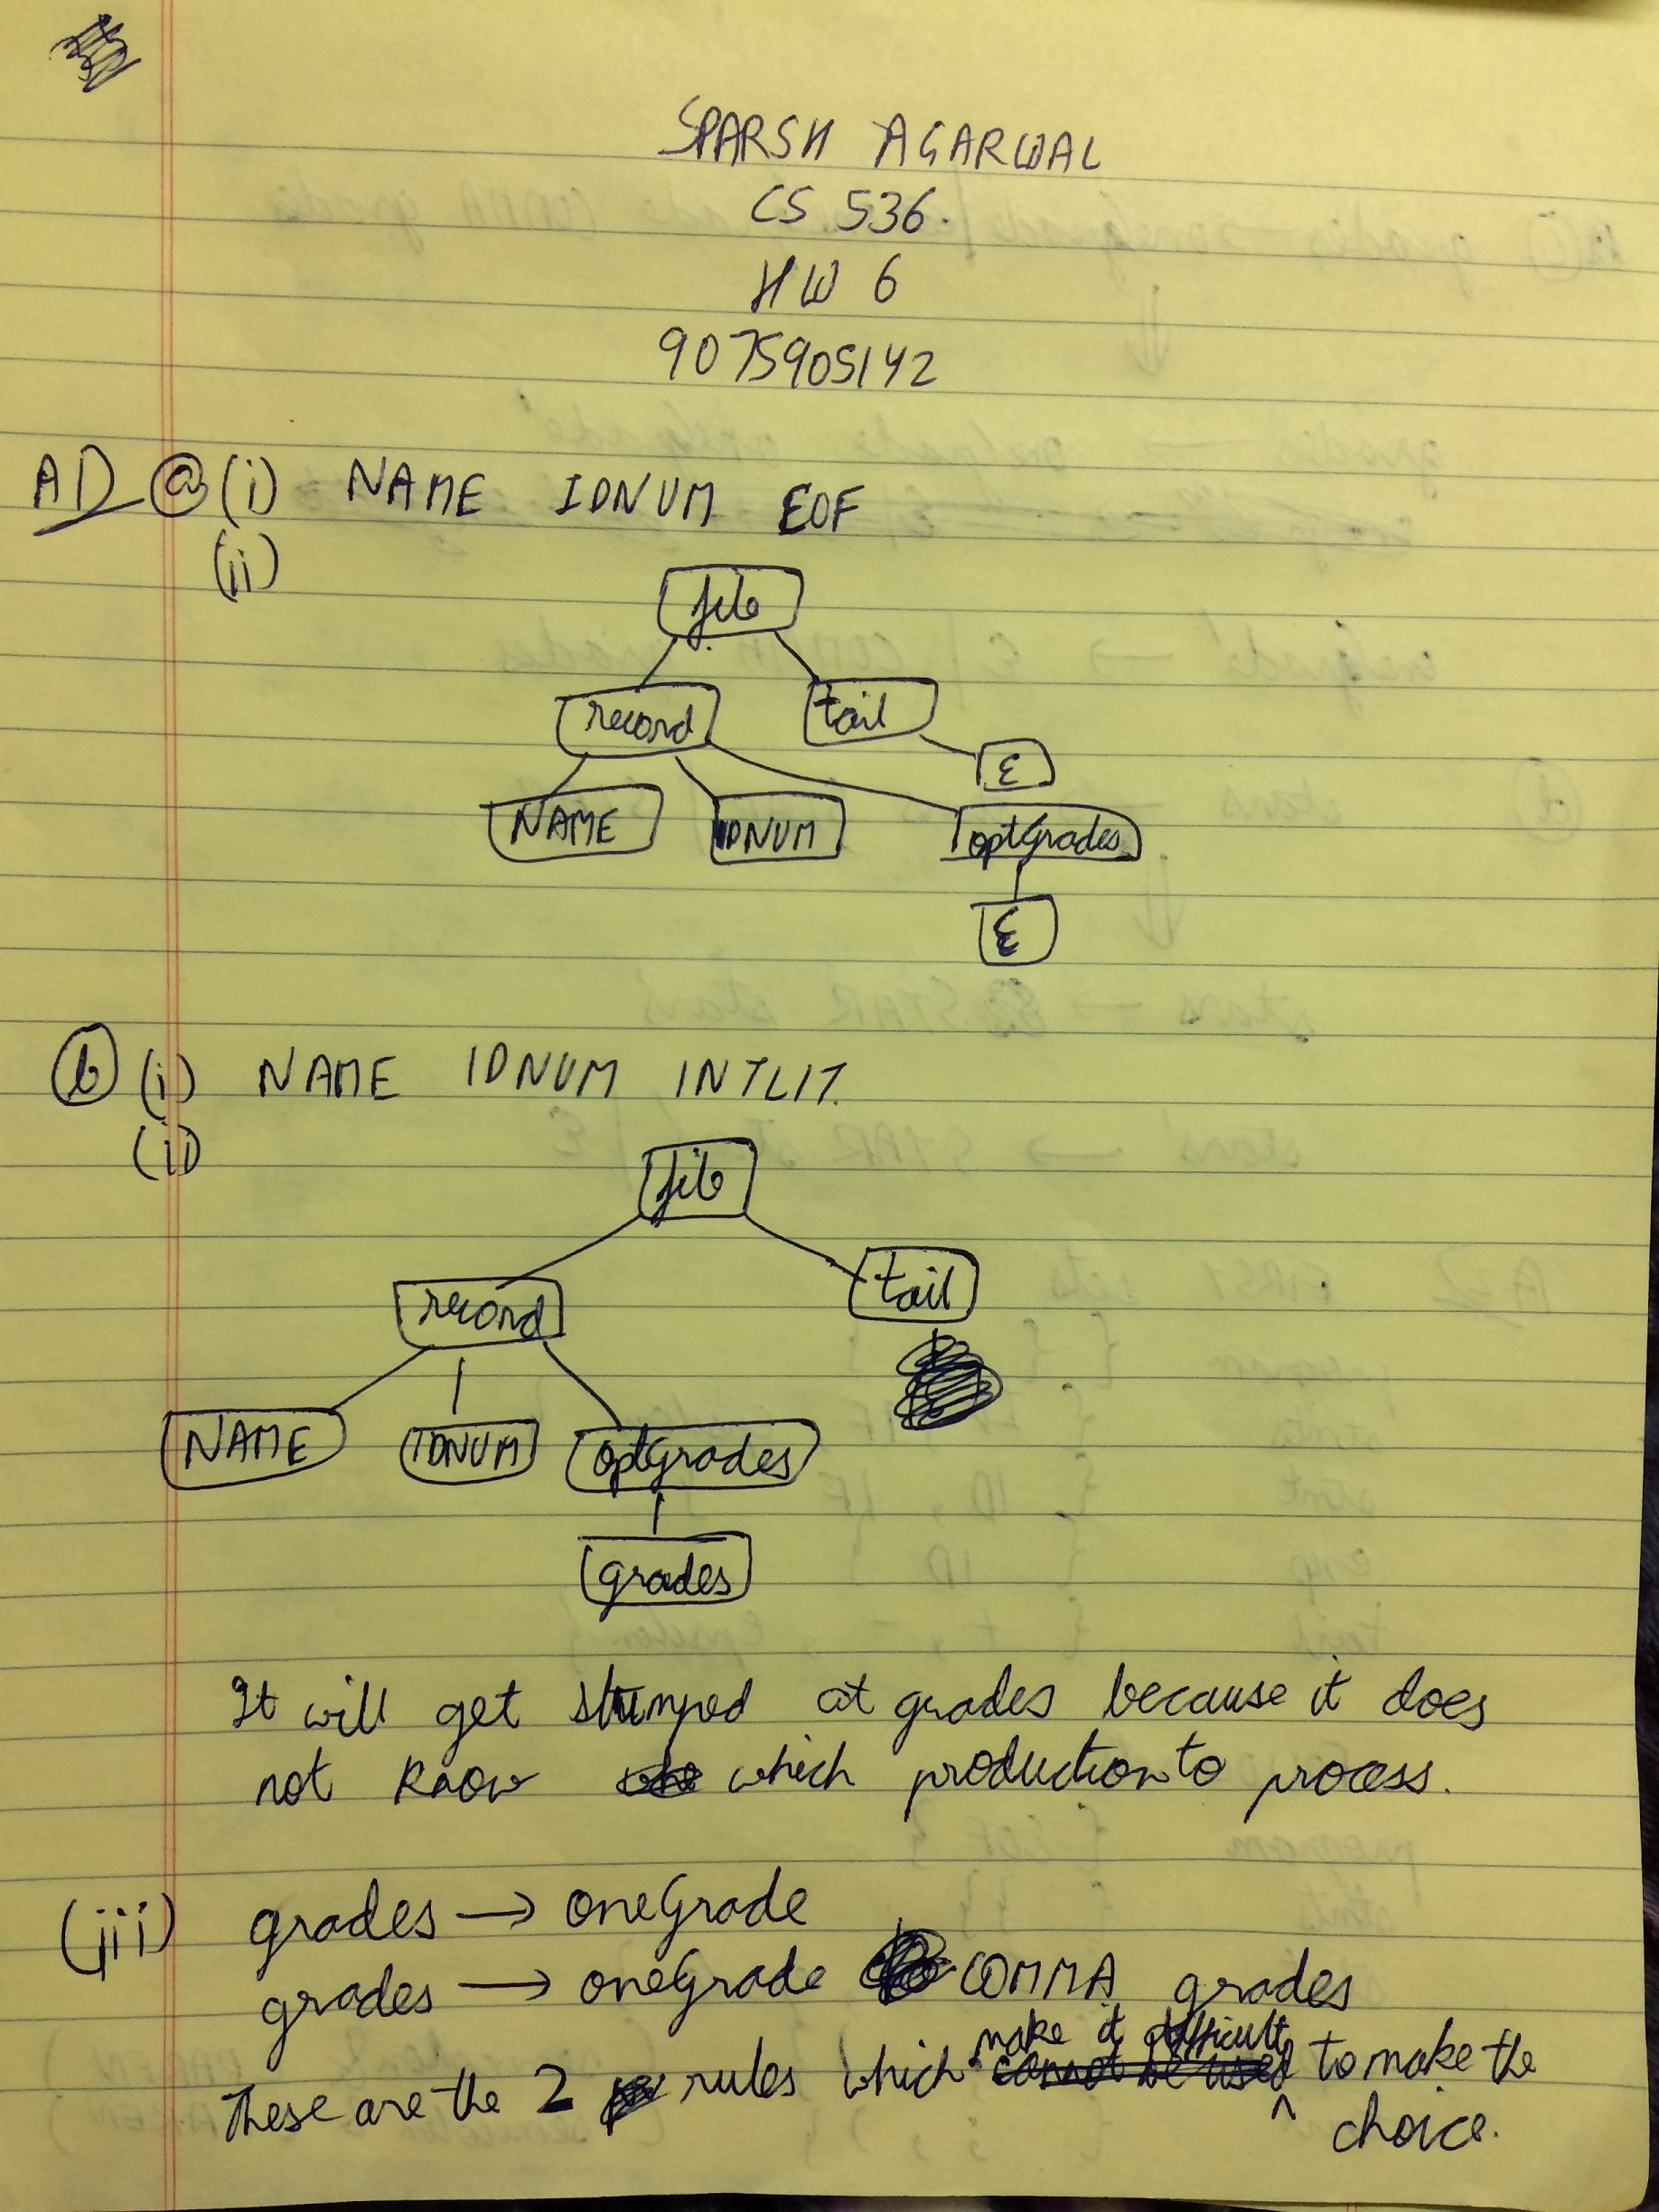 SPARSH AGARWAL
CS 536.
HW 6
9075905142
A1) (a) (i) NAME IDNUM EOF
(ii)
file
record tail
ε
NAME IDNUM optGrades
ε
(b) (i) NAME IDNUM INTLIT.
(ii)
file
record tail
NAME IDNUM optGrades
grades
It will get stumped at grades because it does
not know which production to process.
(iii) grades → oneGrade
grades → oneGrade COMMA grades
make it difficult
These are the 2 rules which cannot be used to make the
choice.